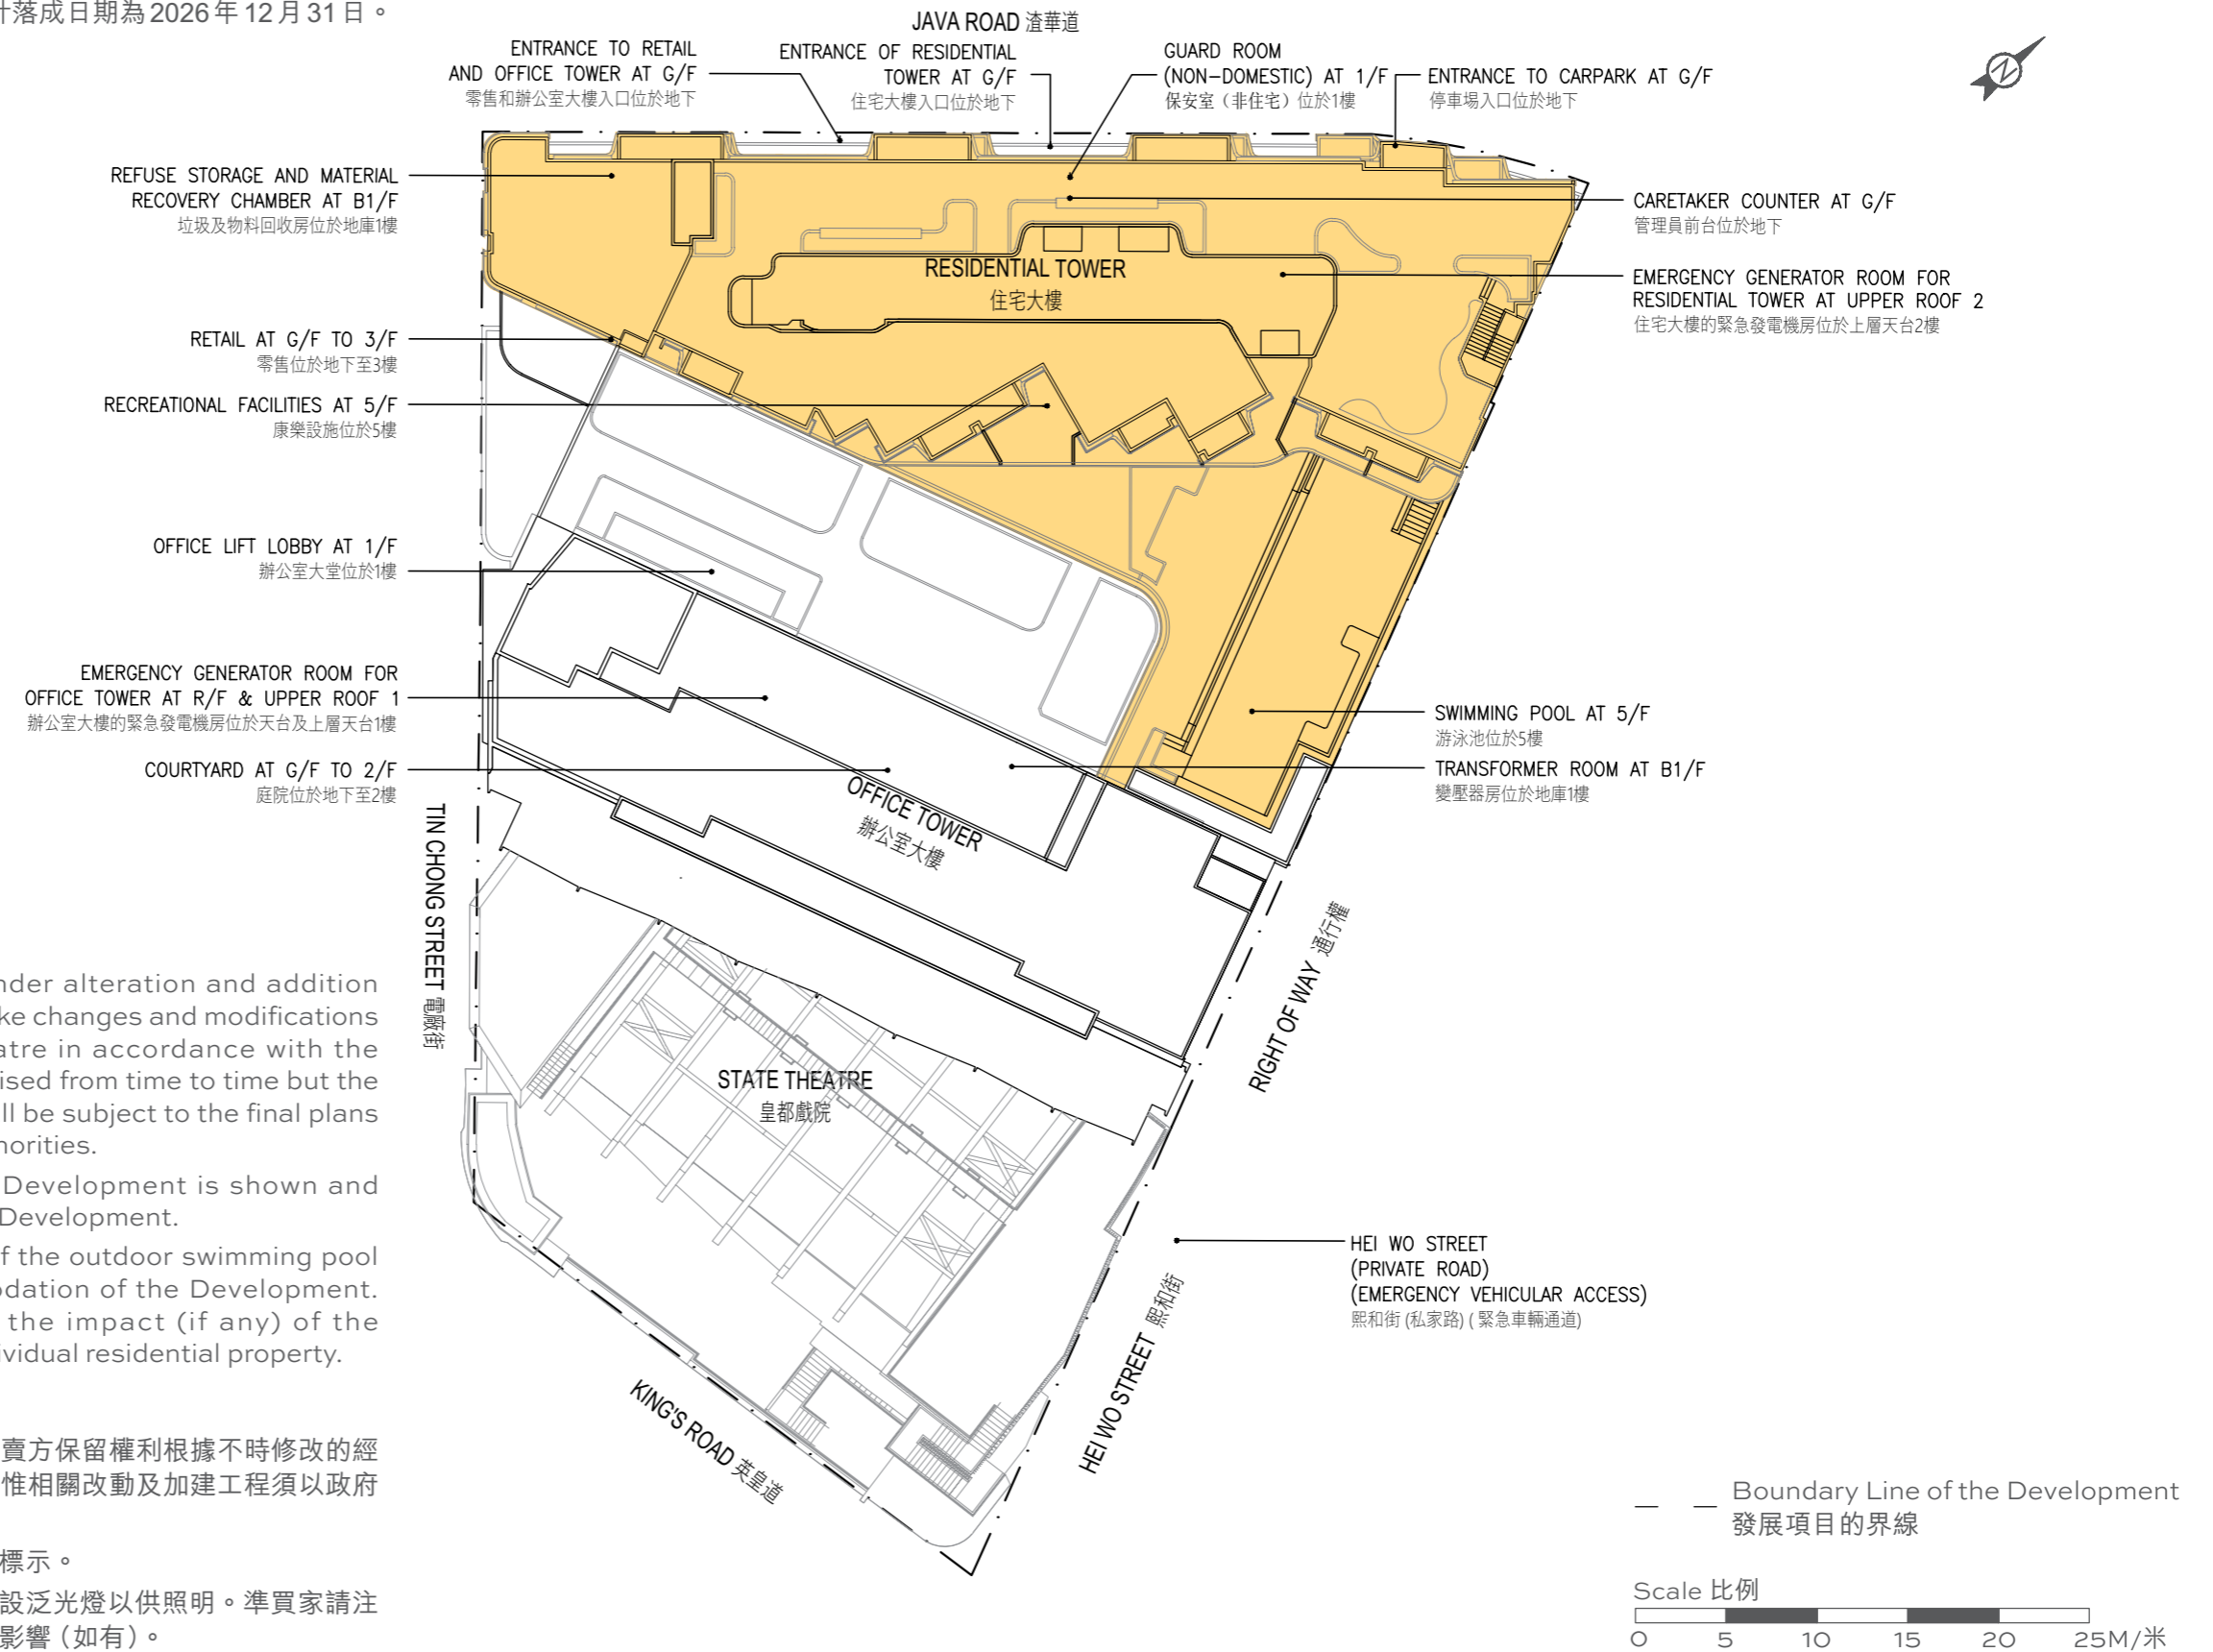 計落成日期為2026年12月31日。
JAVA ROAD 渣華道
ENTRANCE TO RETAIL
AND OFFICE TOWER AT G/F
零售和辦公室大樓入口位於地下
ENTRANCE OF RESIDENTIAL
TOWER AT G/F
住宅大樓入口位於地下
GUARD ROOM
(NON-DOMESTIC) AT 1/F
保安室（非住宅）位於1樓
ENTRANCE TO CARPARK AT G/F
停車場入口位於地下
N
REFUSE STORAGE AND MATERIAL
RECOVERY CHAMBER AT B1/F
垃圾及物料回收房位於地庫1樓
CARETAKER COUNTER AT G/F
管理員前台位於地下
RESIDENTIAL TOWER
住宅大樓
EMERGENCY GENERATOR ROOM FOR
RESIDENTIAL TOWER AT UPPER ROOF 2
住宅大樓的緊急發電機房位於上層天台2樓
RETAIL AT G/F TO 3/F
零售位於地下至3樓
RECREATIONAL FACILITIES AT 5/F
康樂設施位於5樓
OFFICE LIFT LOBBY AT 1/F
辦公室大堂位於1樓
EMERGENCY GENERATOR ROOM FOR
OFFICE TOWER AT R/F & UPPER ROOF 1
辦公室大樓的緊急發電機房位於天台及上層天台1樓
SWIMMING POOL AT 5/F
游泳池位於5樓
COURTYARD AT G/F TO 2/F
庭院位於地下至2樓
TRANSFORMER ROOM AT B1/F
變壓器房位於地庫1樓
OFFICE TOWER
辦公室大樓
TIN CHONG STREET 電廠街
RIGHT OF WAY 通行權
STATE THEATRE
皇都戲院
HEI WO STREET
(PRIVATE ROAD)
(EMERGENCY VEHICULAR ACCESS)
熙和街 (私家路) ( 緊急車輛通道)
HEI WO STREET 熙和街
KING'S ROAD 英皇道
nder alteration and addition
ke changes and modifications
atre in accordance with the
ised from time to time but the
ll be subject to the final plans
horities.
Development is shown and
Development.
f the outdoor swimming pool
odation of the Development.
the impact (if any) of the
ividual residential property.
賣方保留權利根據不時修改的經
惟相關改動及加建工程須以政府
標示。
設泛光燈以供照明。準買家請注
影響（如有）。
Boundary Line of the Development
發展項目的界線
Scale 比例
0 5 10 15 20 25M/米